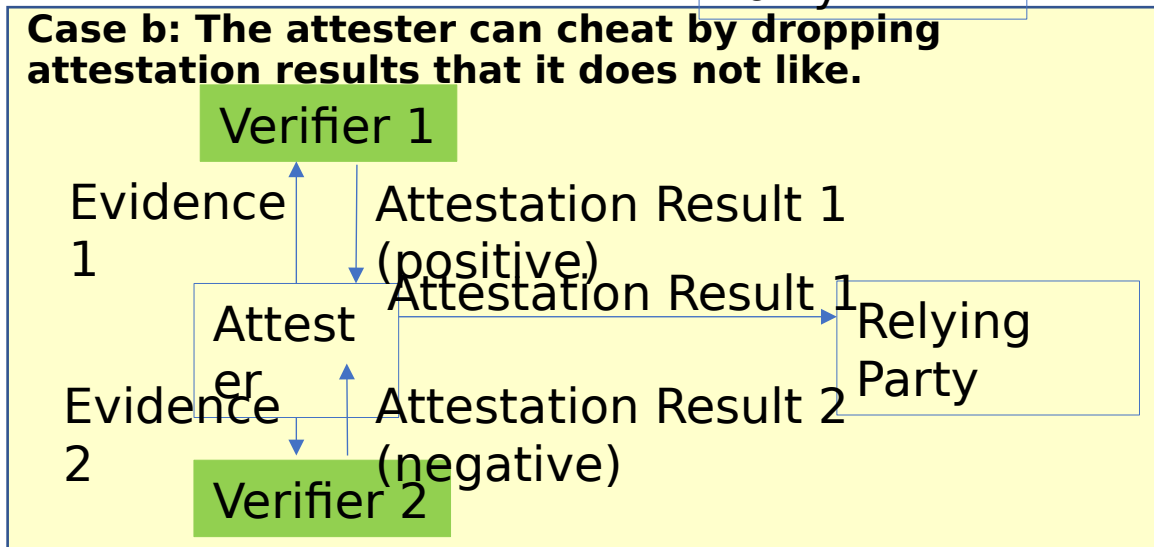 Case b: The attester can cheat by dropping
attestation results that it does not like.
Verifier 1
Evidence
1
Attestation Result 1
(positive)
Attestation Result 1
Attest
er
Relying
Party
Evidence
2
Attestation Result 2
(negative)
Verifier 2